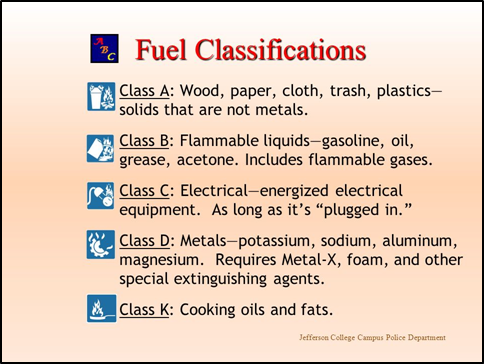 A
B
C
Fuel Classifications
Class A: Wood, paper, cloth, trash, plastics—
solids that are not metals.
Class B: Flammable liquids—gasoline, oil,
grease, acetone. Includes flammable gases.
Class C: Electrical—energized electrical
equipment. As long as it’s “plugged in.”
Class D: Metals—potassium, sodium, aluminum,
magnesium. Requires Metal-X, foam, and other
special extinguishing agents.
Class K: Cooking oils and fats.
Jefferson College Campus Police Department